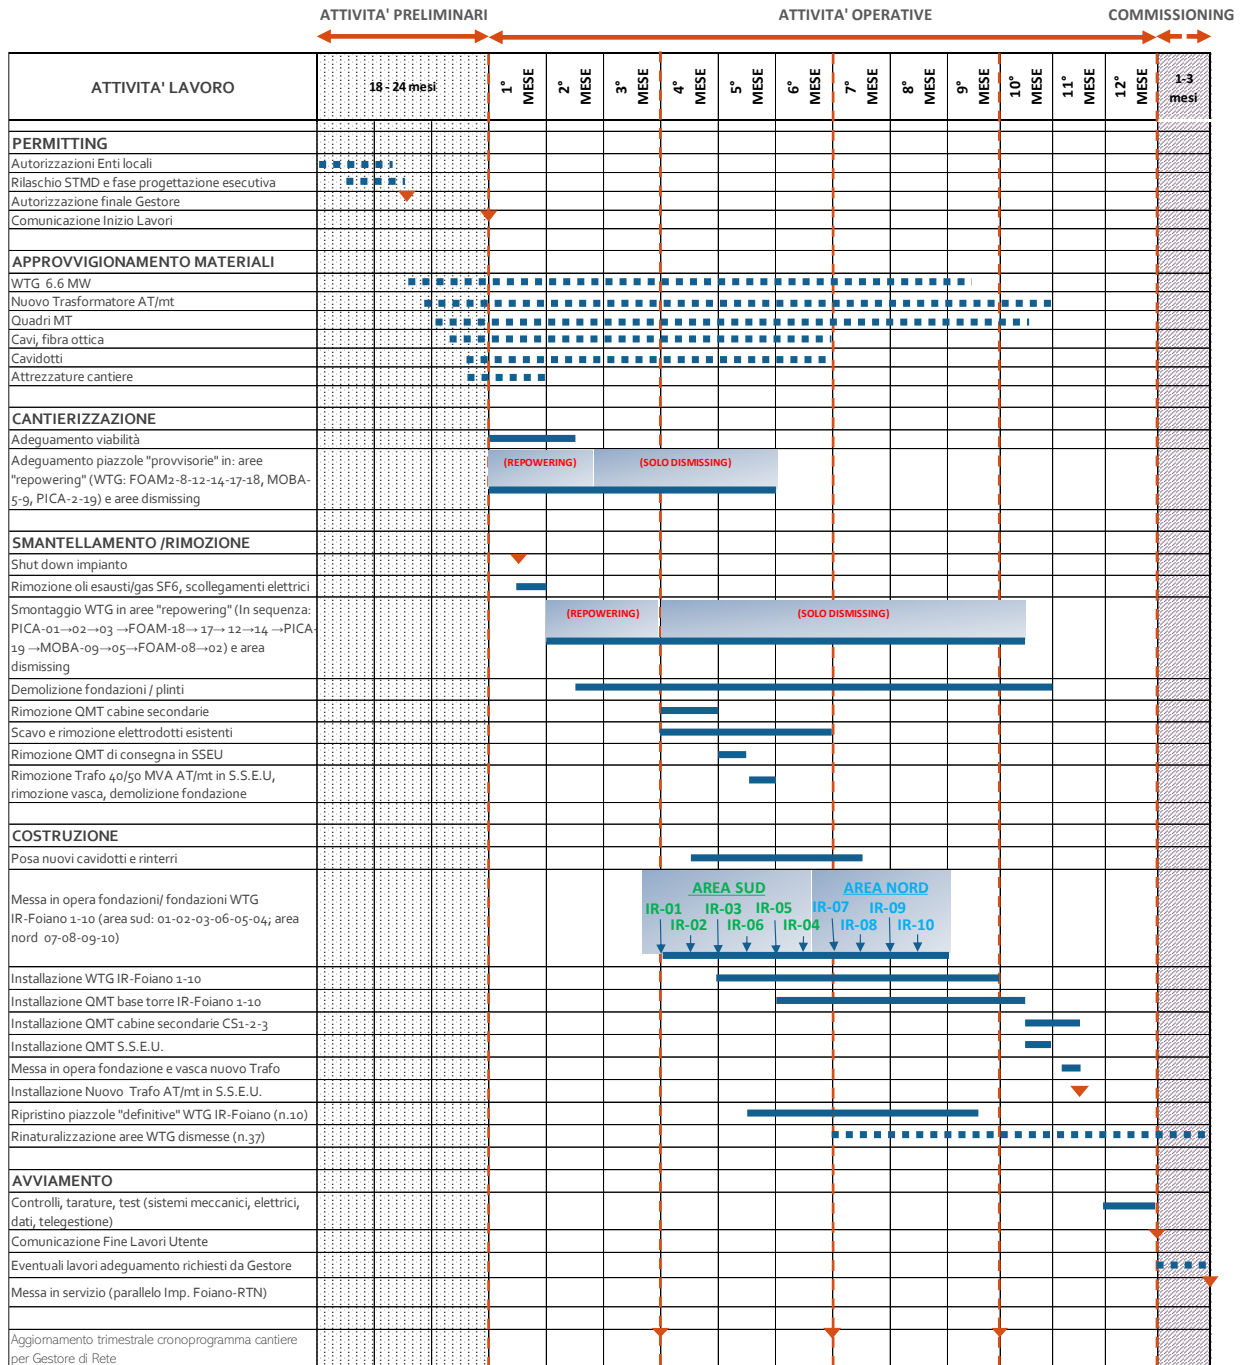 ATTIVITA' PRELIMINARI
ATTIVITA' OPERATIVE
COMMISSIONING
ATTIVITA' LAVORO
18 - 24 mesi
1° MESE
2° MESE
3° MESE
4° MESE
5° MESE
6° MESE
7° MESE
8° MESE
9° MESE
10° MESE
11° MESE
12° MESE
1-3
mesi
PERMITTING
Autorizzazioni Enti locali
Rilaschio STMD e fase progettazione esecutiva
Autorizzazione finale Gestore
Comunicazione Inizio Lavori
APPROVVIGIONAMENTO MATERIALI
WTG 6.6 MW
Nuovo Trasformatore AT/mt
Quadri MT
Cavi, fibra ottica
Cavidotti
Attrezzature cantiere
CANTIERIZZAZIONE
Adeguamento viabilità
Adeguamento piazzole "provvisorie" in: aree
"repowering" (WTG: FOAM2-8-12-14-17-18, MOBA-
5-9, PICA-2-19) e aree dismissing
(REPOWERING)
(SOLO DISMISSING)
SMANTELLAMENTO /RIMOZIONE
Shut down impianto
Rimozione oli esausti/gas SF6, scollegamenti elettrici
Smontaggio WTG in aree "repowering" (In sequenza:
PICA-01→02→03 →FOAM-18→ 17→ 12→14 →PICA-
19 →MOBA-09→05→FOAM-08→02) e area
dismissing
(REPOWERING)
(SOLO DISMISSING)
Demolizione fondazioni / plinti
Rimozione QMT cabine secondarie
Scavo e rimozione elettrodotti esistenti
Rimozione QMT di consegna in SSEU
Rimozione Trafo 40/50 MVA AT/mt in S.S.E.U,
rimozione vasca, demolizione fondazione
COSTRUZIONE
Posa nuovi cavidotti e rinterri
Messa in opera fondazioni/ fondazioni WTG
IR-Foiano 1-10 (area sud: 01-02-03-06-05-04; area
nord 07-08-09-10)
AREA SUD
AREA NORD
IR-01
IR-03
IR-05
IR-07
IR-09
IR-02
IR-06
IR-04
IR-08
IR-10
Installazione WTG IR-Foiano 1-10
Installazione QMT base torre IR-Foiano 1-10
Installazione QMT cabine secondarie CS1-2-3
Installazione QMT S.S.E.U.
Messa in opera fondazione e vasca nuovo Trafo
Installazione Nuovo Trafo AT/mt in S.S.E.U.
Ripristino piazzole "definitive" WTG IR-Foiano (n.10)
Rinaturalizzazione aree WTG dismesse (n.37)
AVVIAMENTO
Controlli, tarature, test (sistemi meccanici, elettrici,
dati, telegestione)
Comunicazione Fine Lavori Utente
Eventuali lavori adeguamento richiesti da Gestore
Messa in servizio (parallelo Imp. Foiano-RTN)
Aggiornamento trimestrale cronoprogramma cantiere
per Gestore di Rete